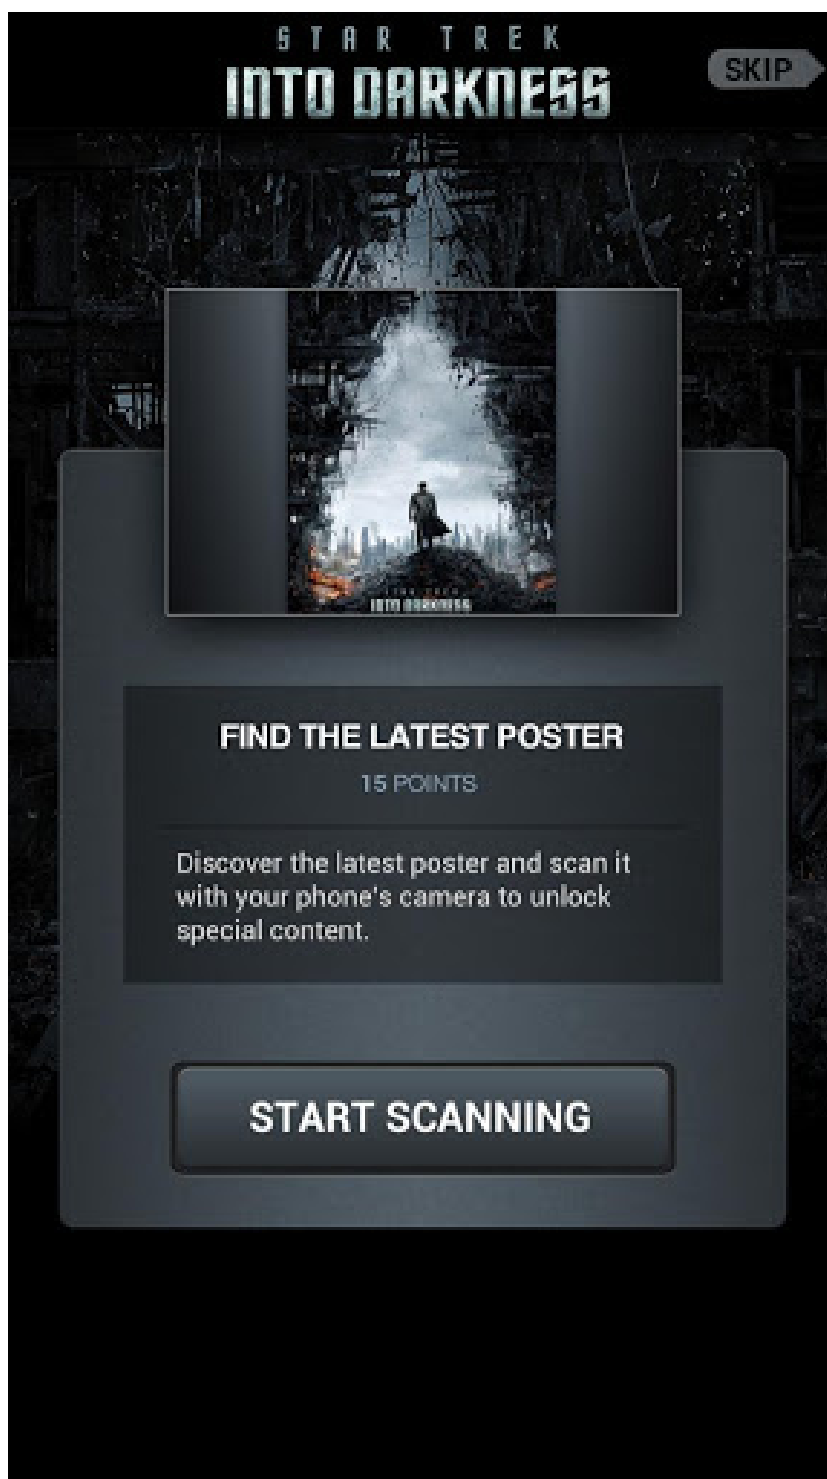 STAR TREK
INTO DARKNESS
SKIP
INTO DARKNESS
FIND THE LATEST POSTER
15 POINTS
Discover the latest poster and scan it
with your phone's camera to unlock
special content.
START SCANNING